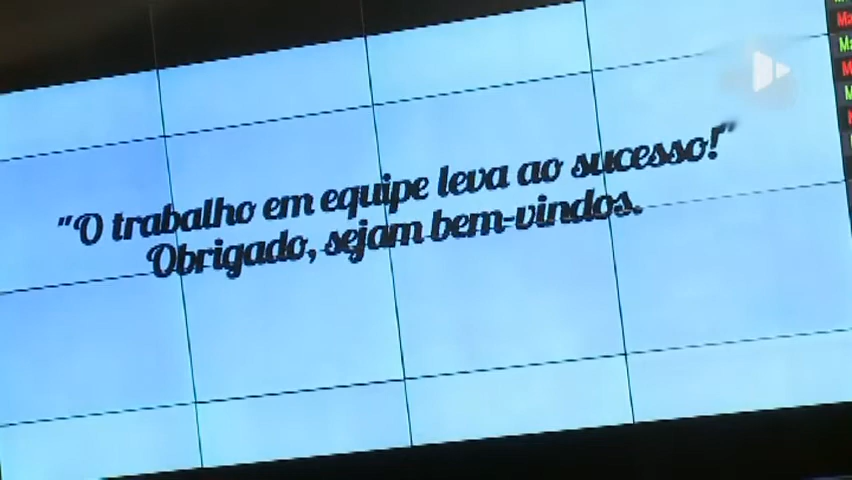 "O trabalho em equipe leva ao sucesso!"
Obrigado, sejam bem-vindos.